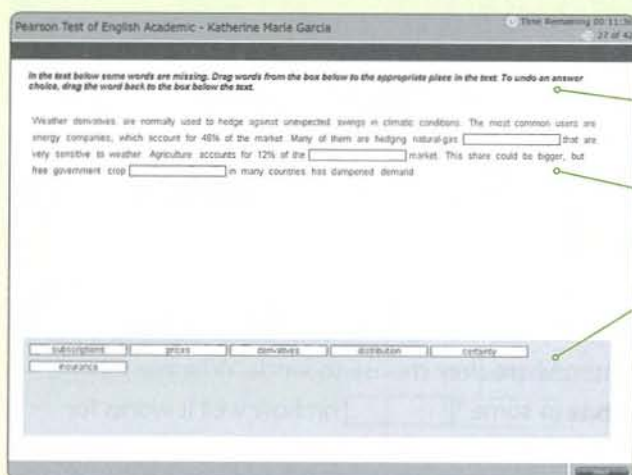 Pearson Test of English Academic - Katherine Marie Garcia
Time Remaining 00:11:36
27 of 42
In the text below some words are missing. Drag words from the box below to the appropriate place in the text. To undo an answer
choice, drag the word back to the box below the text.
Weather derivatives are normally used to hedge against unexpected swings in climatic conditions. The most common users are
energy companies, which account for 46% of the market. Many of them are hedging natural-gas that are
very sensitive to weather. Agriculture accounts for 12% of the market. This share could be bigger, but
free government crop in many countries has dampened demand.
subscriptions prices derivatives distribution certainty
insurance